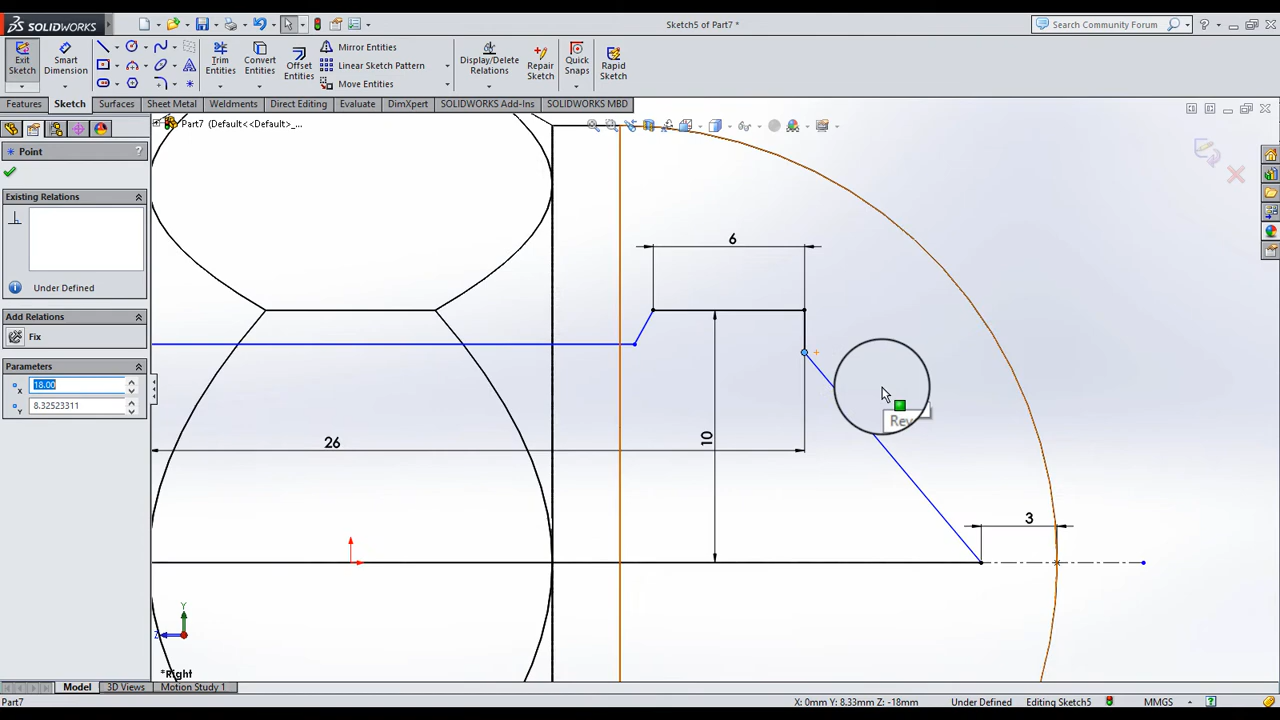 SOLIDWORKS
Sketch5 of Part7 *
Search Community Forum
Exit Sketch
Smart Dimension
Trim Entities
Convert Entities
Offset Entities
Mirror Entities
Linear Sketch Pattern
Move Entities
Display/Delete Relations
Repair Sketch
Quick Snaps
Rapid Sketch
Features
Sketch
Surfaces
Sheet Metal
Weldments
Direct Editing
Evaluate
DimXpert
SOLIDWORKS Add-Ins
SOLIDWORKS MBD
Part7 (Default<<Default>_...
Point
?
Existing Relations
Under Defined
Add Relations
Fix
Parameters
x
18.00
Y
8.32523311
6
26
10
3
Rev
Y
Z
*Right
Model
3D Views
Motion Study 1
Part7
X: 0mm Y: 8.33mm Z: -18mm
Under Defined
Editing Sketch5
MMGS